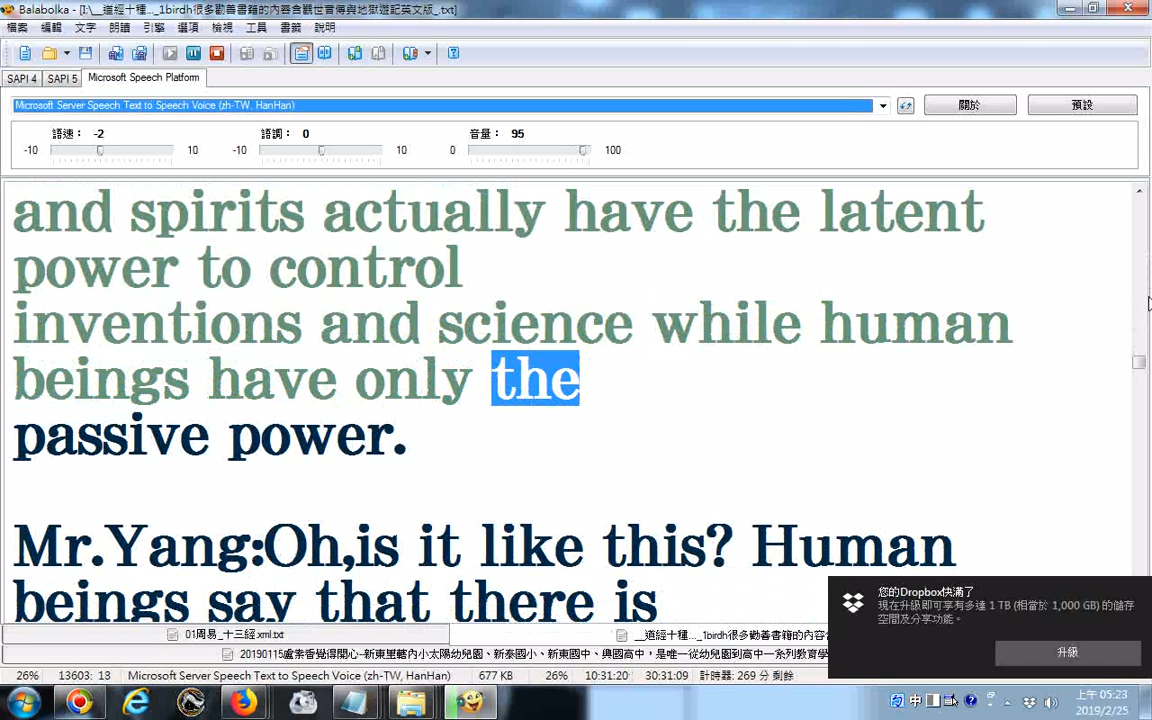 Balabolka - [I:\__道經十種..._1birdh很多勸善書籍的內容含觀世音傳與地獄遊記英文版_.txt]
檔案 編輯 文字 朗讀 引擎 選項 檢視 工具 書籤 說明
SAPI 4 SAPI 5 Microsoft Speech Platform
Microsoft Server Speech Text to Speech Voice (zh-TW, HanHan)
關於 預設
語速： -2 語調： 0 音量： 95
-10 10 -10 10 0 100
and spirits actually have the latent
power to control
inventions and science while human
beings have only the
passive power.
Mr.Yang:Oh,is it like this? Human
beings say that there is
您的Dropbox快滿了
現在升級即可享有多達 1 TB (相當於 1,000 GB) 的儲存
空間及分享功能。
升級
01周易_十三經.xml.txt
__道經十種..._1birdh很多勸善書籍的內容含
20190115盧素香覺得開心--新東里轄內小太陽幼兒園、新泰國小、新東國中、興國高中，是唯一從幼兒園到高中一系列教育學
26% 13603: 13 Microsoft Server Speech Text to Speech Voice (zh-TW, HanHan) 677 KB 26% 10:31:20 30:31:09 計時器: 269 分 剩餘
中
上午 05:23
2019/2/25